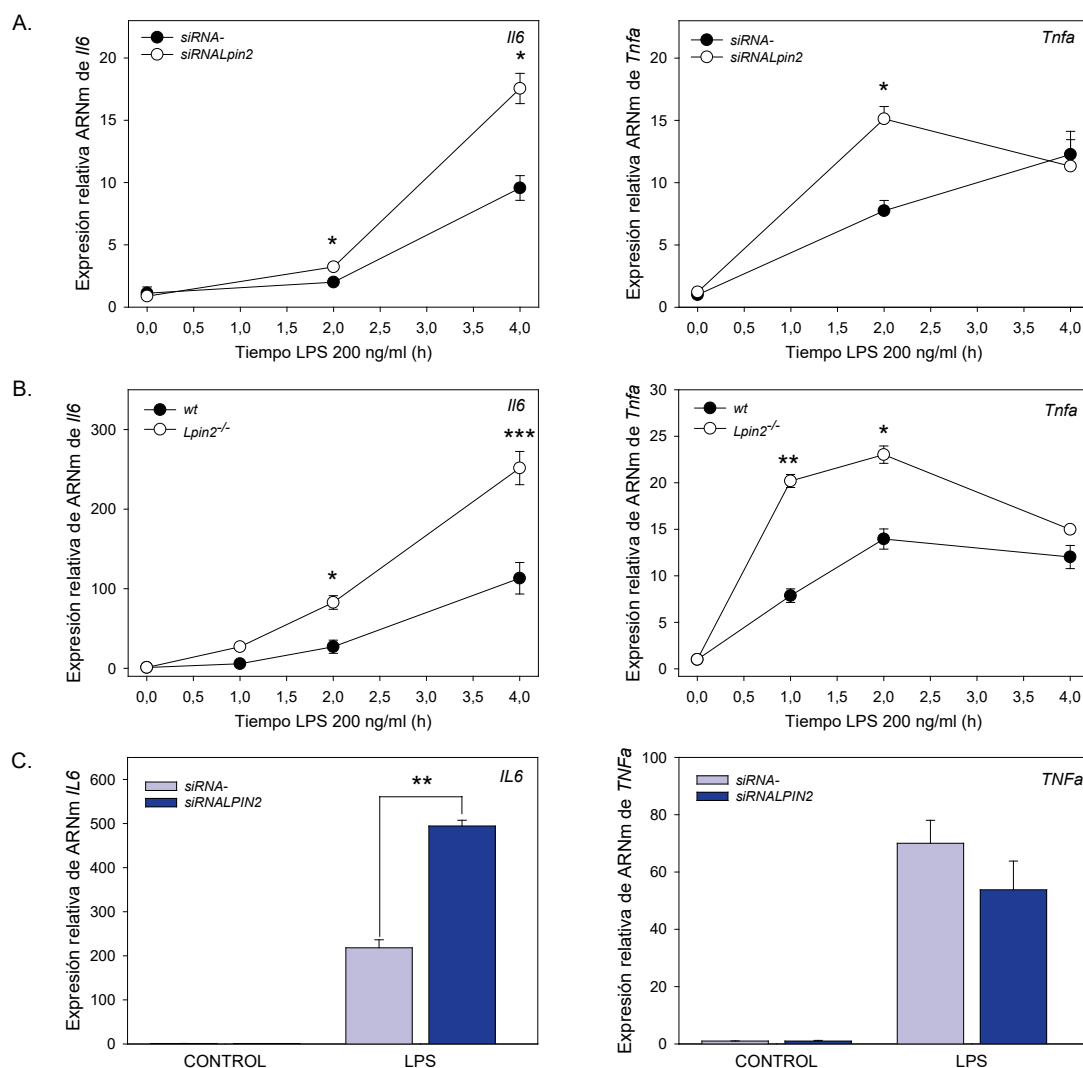 A.
Expresión relativa ARNm de Il6
siRNA-
siRNALpin2
Il6
*
*
20
15
10
5
0
0,0 0,5 1,0 1,5 2,0 2,5 3,0 3,5 4,0
Tiempo LPS 200 ng/ml (h)
Expresión relativa ARNm de Tnfa
siRNA-
siRNALpin2
Tnfa
*
20
15
10
5
0
0,0 0,5 1,0 1,5 2,0 2,5 3,0 3,5 4,0
Tiempo LPS 200 ng/ml (h)
B.
Expresión relativa de ARNm de Il6
wt
Lpin2-/-
Il6
***
*
300
200
100
0
0,0 0,5 1,0 1,5 2,0 2,5 3,0 3,5 4,0
Tiempo LPS 200 ng/ml (h)
Expresión relativa de ARNm de Tnfa
wt
Lpin2-/-
Tnfa
**
*
30
25
20
15
10
5
0
0,0 0,5 1,0 1,5 2,0 2,5 3,0 3,5 4,0
Tiempo LPS 200 ng/ml (h)
C.
Expresión relativa de ARNm IL6
siRNA-
siRNALPIN2
IL6
**
600
500
400
300
200
100
0
CONTROL LPS
Expresión relativa de ARNm de TNFa
siRNA-
siRNALPIN2
TNFa
100
80
60
40
20
0
CONTROL LPS